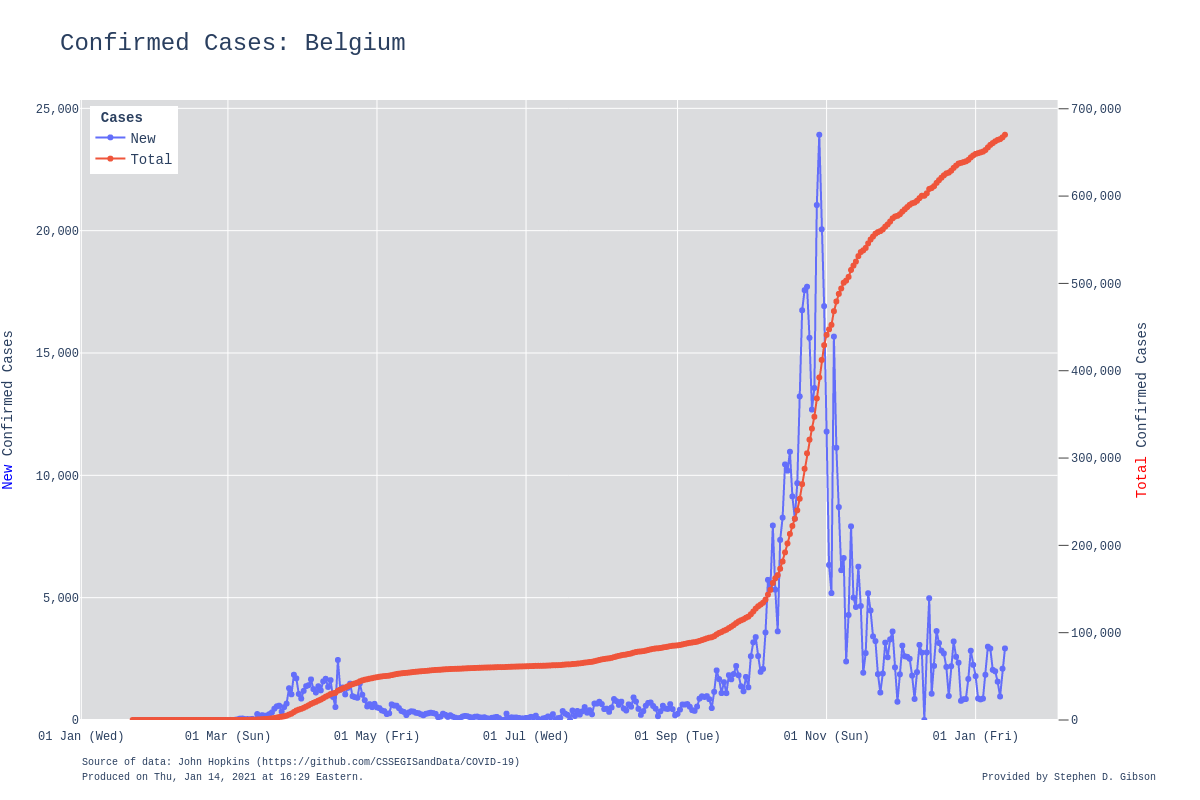 Confirmed Cases: Belgium
Cases
New
Total
25,000
20,000
15,000
10,000
5,000
0
New Confirmed Cases
700,000
600,000
500,000
400,000
300,000
200,000
100,000
0
Total Confirmed Cases
01 Jan (Wed) 01 Mar (Sun) 01 May (Fri) 01 Jul (Wed) 01 Sep (Tue) 01 Nov (Sun) 01 Jan (Fri)
Source of data: John Hopkins (https://github.com/CSSEGISandData/COVID-19)
Produced on Thu, Jan 14, 2021 at 16:29 Eastern.
Provided by Stephen D. Gibson